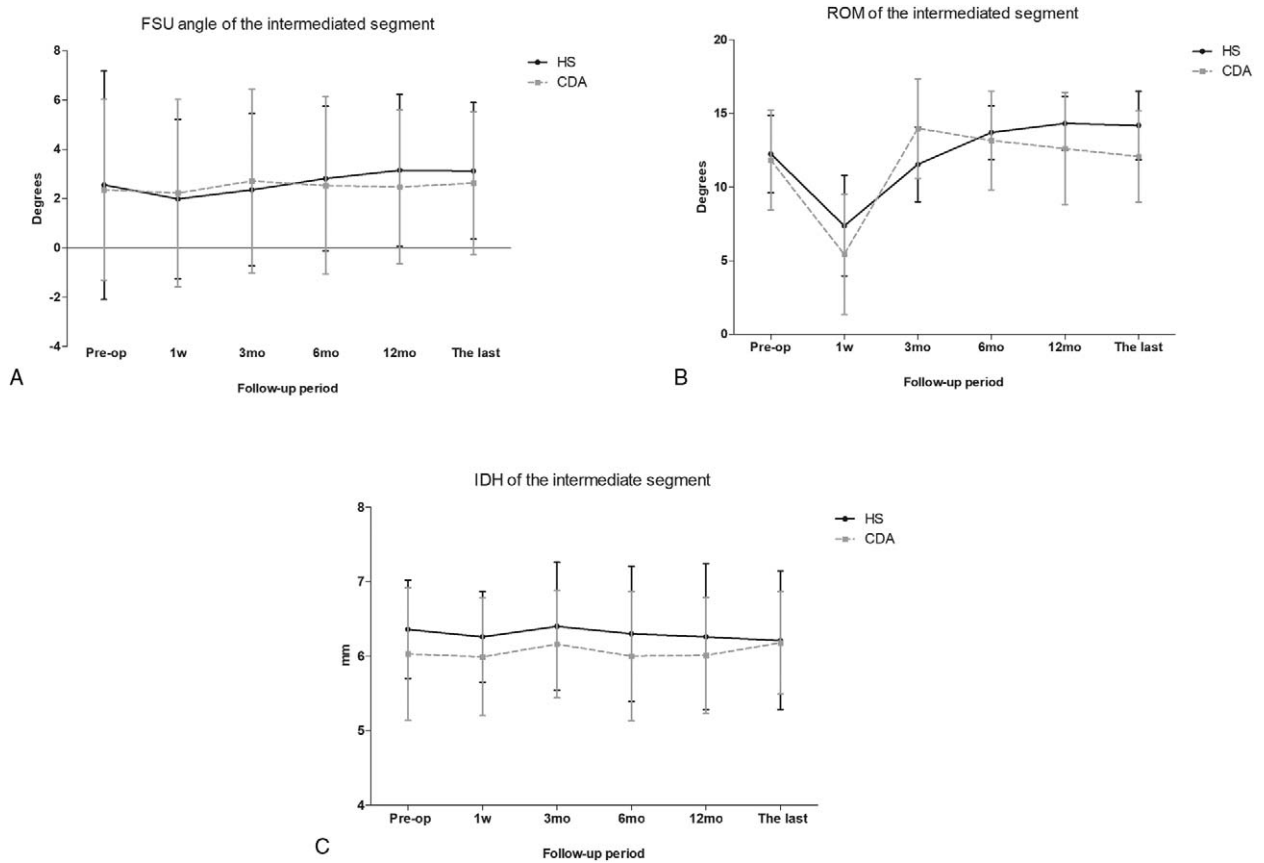 FSU angle of the intermediated segment
8
6
4
2
0
-2
-4
Degrees
HS
CDA
Pre-op 1w 3mo 6mo 12mo The last
Follow-up period
A
ROM of the intermediated segment
20
15
10
5
0
Degrees
HS
CDA
Pre-op 1w 3mo 6mo 12mo The last
Follow-up period
B
IDH of the intermediate segment
8
7
6
5
4
mm
HS
CDA
Pre-op 1w 3mo 6mo 12mo The last
Follow-up period
C